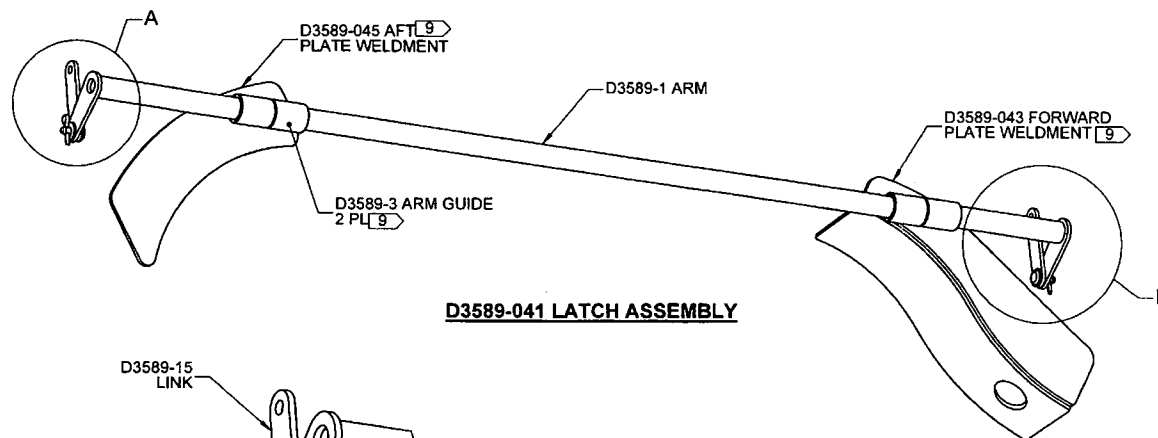 A
D3589-045 AFT 9
PLATE WELDMENT
D3589-1 ARM
D3589-043 FORWARD
PLATE WELDMENT 9
D3589-3 ARM GUIDE
2 PL 9
D3589-041 LATCH ASSEMBLY
D3589-15
LINK